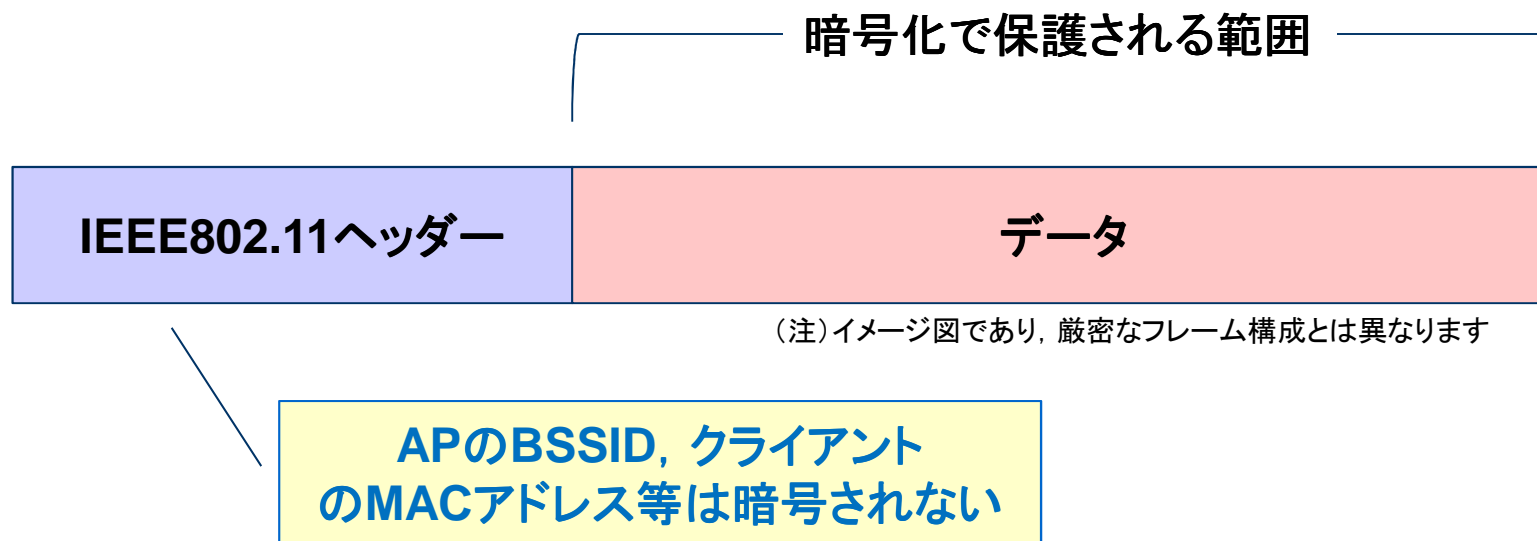 暗号化で保護される範囲
IEEE802.11ヘッダー
データ
（注）イメージ図であり，厳密なフレーム構成とは異なります
APのBSSID，クライアント
のMACアドレス等は暗号されない